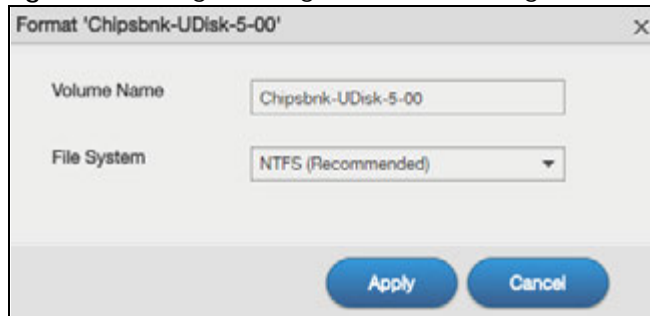 Format 'Chipsbnk-UDisk-5-00'
Volume Name
Chipsbnk-UDisk-5-00
File System
NTFS (Recommended)
Apply
Cancel